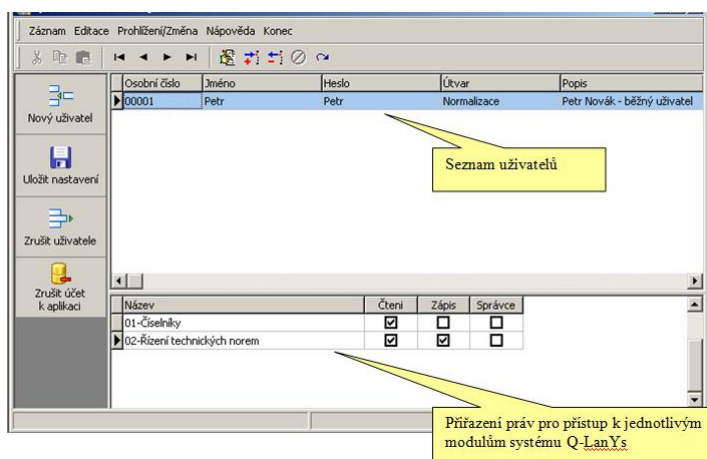 Záznam Editace Prohlížení/Změna Nápověda Konec
Osobní číslo Jméno Heslo Útvar Popis
00001 Petr Petr Normalizace Petr Novák - běžný uživatel
Nový uživatel
Uložit nastavení
Zrušit uživatele
Zrušit účet
k aplikaci
Seznam uživatelů
Název Čteni Zápis Správce
01-Číselníky
02-Řízení technických norem
Přiřazení práv pro přístup k jednotlivým
modulům systému Q-LanYs